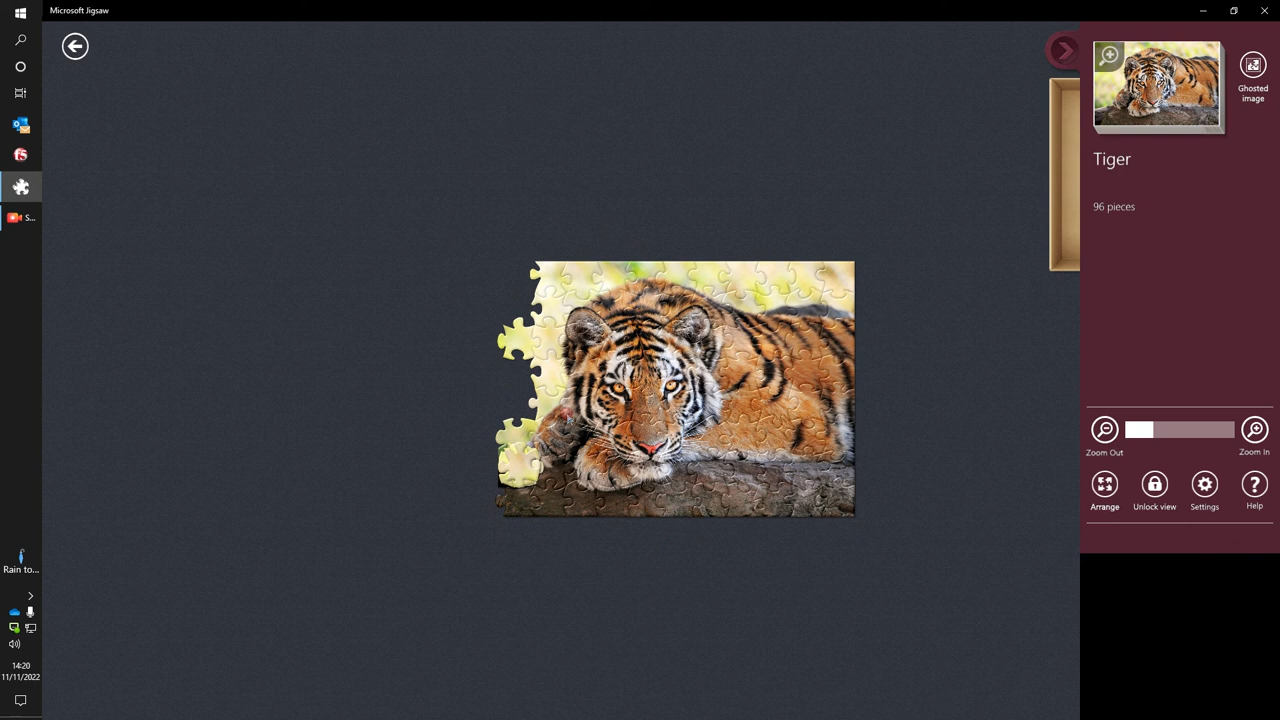 Microsoft Jigsaw
Ghosted
image
Tiger
96 pieces
Zoom Out
Zoom In
Arrange
Unlock view
Settings
Help
?
S...
Rain to...
14:20
11/11/2022